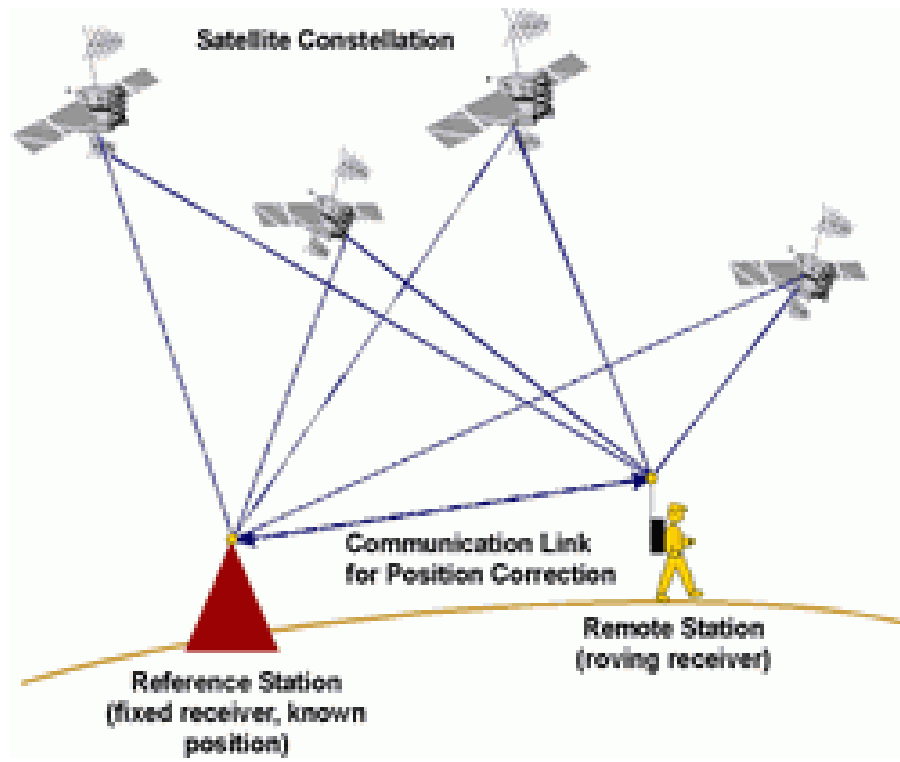 Satellite Constellation
Communication Link
for Position Correction
Remote Station
(roving receiver)
Reference Station
(fixed receiver, known
position)